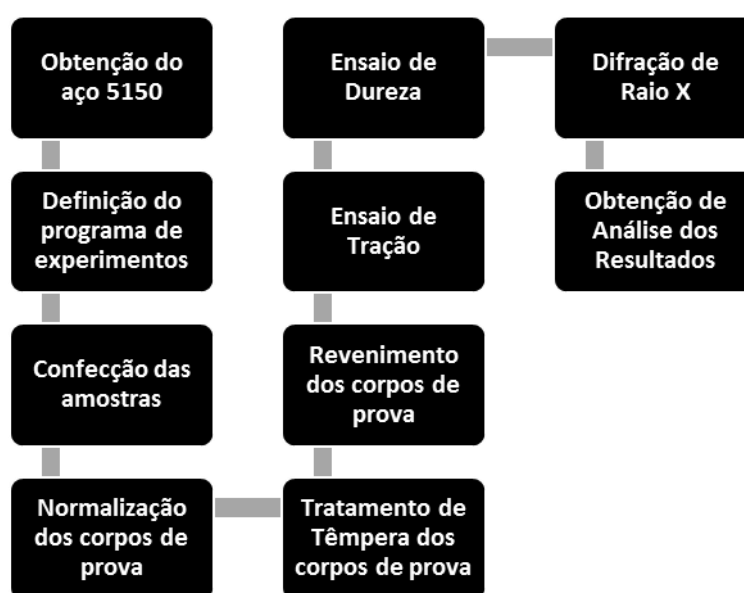 Obtenção do
aço 5150
Definição do
programa de
experimentos
Confecção das
amostras
Normalização
dos corpos de
prova
Tratamento de
Têmpera dos
corpos de prova
Revenimento
dos corpos de
prova
Ensaio de
Tração
Ensaio de
Dureza
Difração de
Raio X
Obtenção de
Análise dos
Resultados